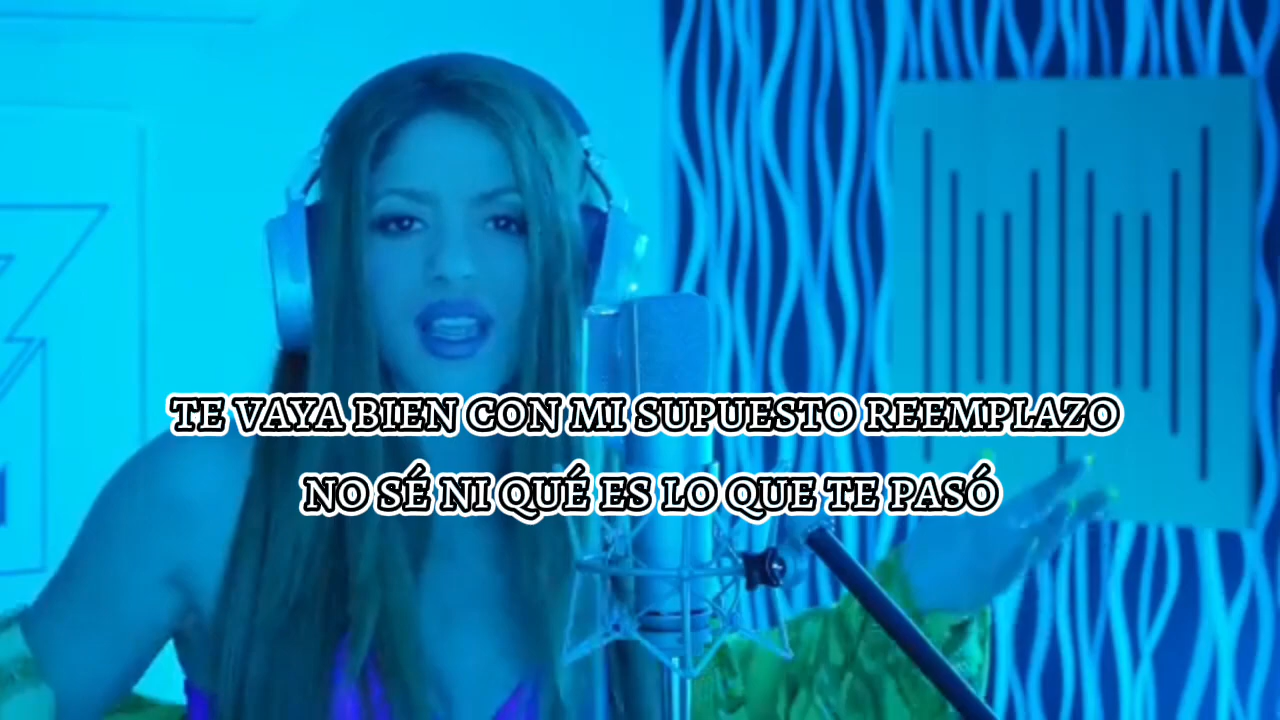 TE VAYA BIEN CON MI SUPUESTO REEMPLAZO
NO SÉ NI QUÉ ES LO QUE TE PASÓ